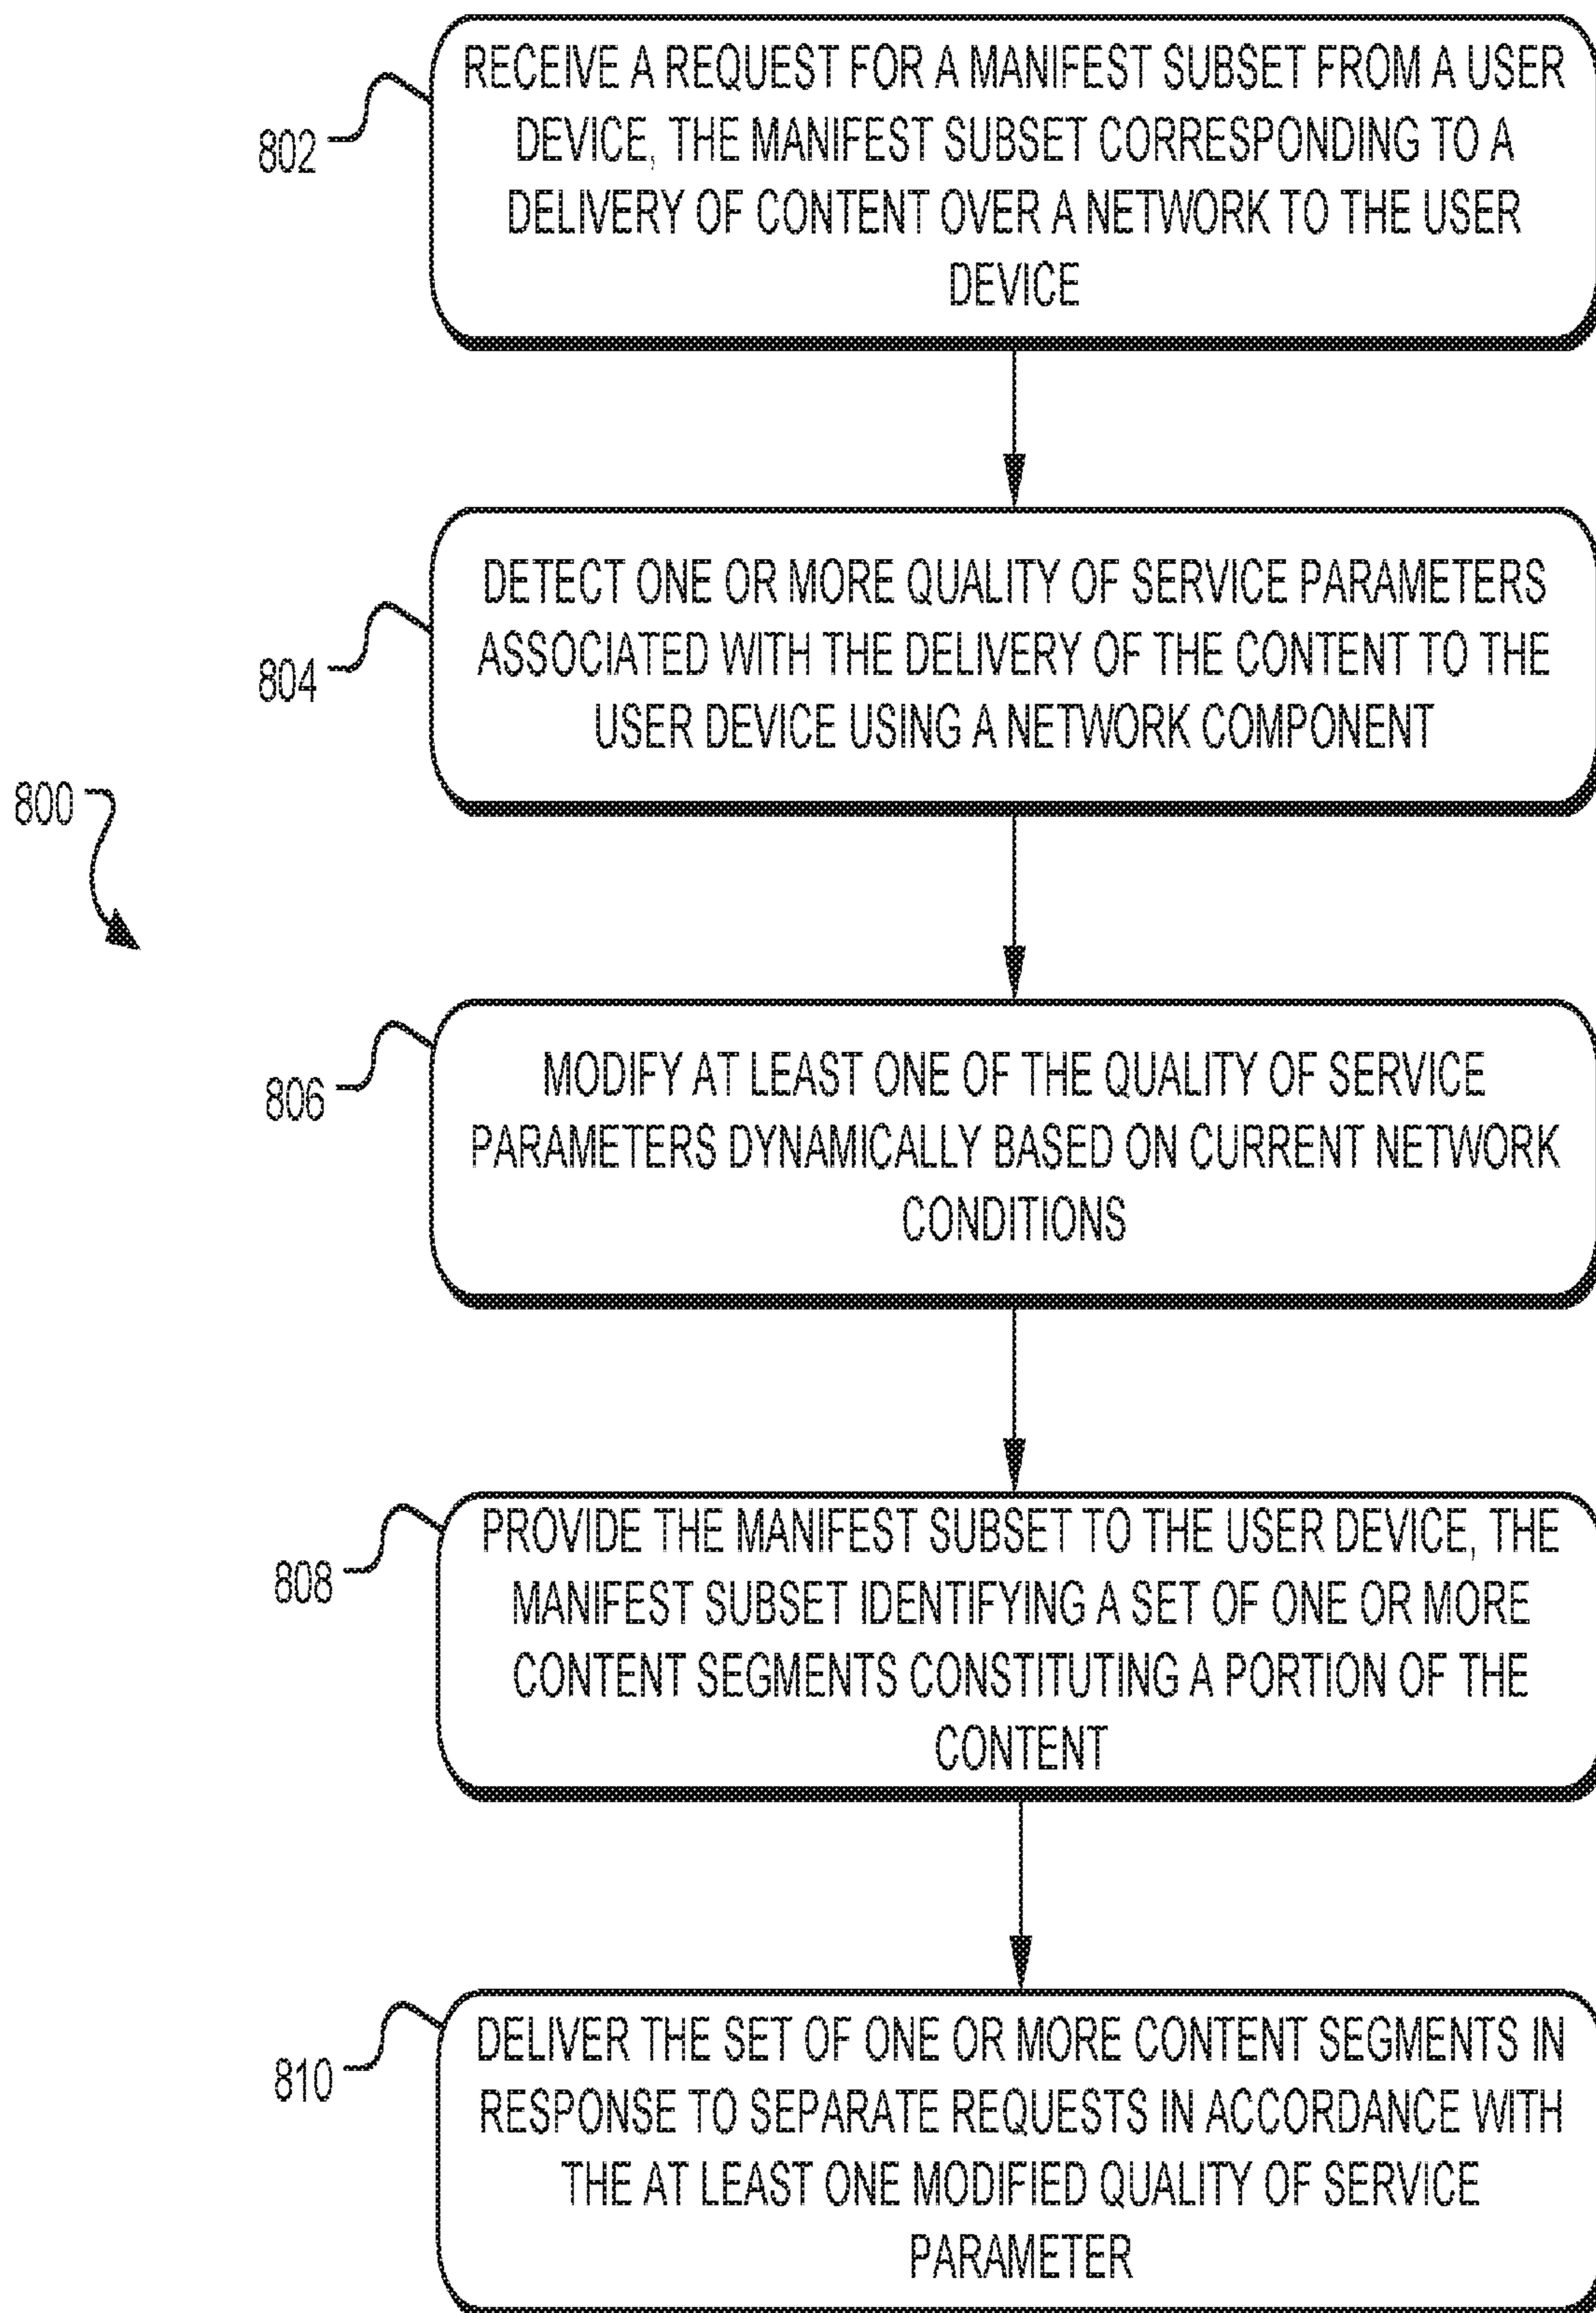 802
RECEIVE A REQUEST FOR A MANIFEST SUBSET FROM A USER
DEVICE, THE MANIFEST SUBSET CORRESPONDING TO A
DELIVERY OF CONTENT OVER A NETWORK TO THE USER
DEVICE
804
DETECT ONE OR MORE QUALITY OF SERVICE PARAMETERS
ASSOCIATED WITH THE DELIVERY OF THE CONTENT TO THE
USER DEVICE USING A NETWORK COMPONENT
800
806
MODIFY AT LEAST ONE OF THE QUALITY OF SERVICE
PARAMETERS DYNAMICALLY BASED ON CURRENT NETWORK
CONDITIONS
808
PROVIDE THE MANIFEST SUBSET TO THE USER DEVICE, THE
MANIFEST SUBSET IDENTIFYING A SET OF ONE OR MORE
CONTENT SEGMENTS CONSTITUTING A PORTION OF THE
CONTENT
810
DELIVER THE SET OF ONE OR MORE CONTENT SEGMENTS IN
RESPONSE TO SEPARATE REQUESTS IN ACCORDANCE WITH
THE AT LEAST ONE MODIFIED QUALITY OF SERVICE
PARAMETER